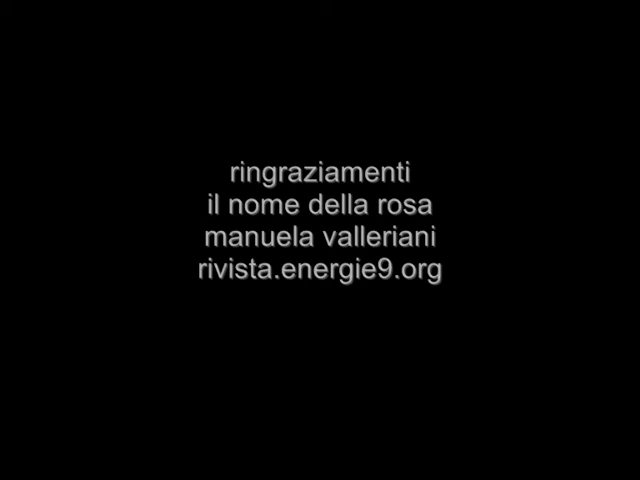 ringraziamenti
il nome della rosa
manuela valleriani
rivista.energie9.org